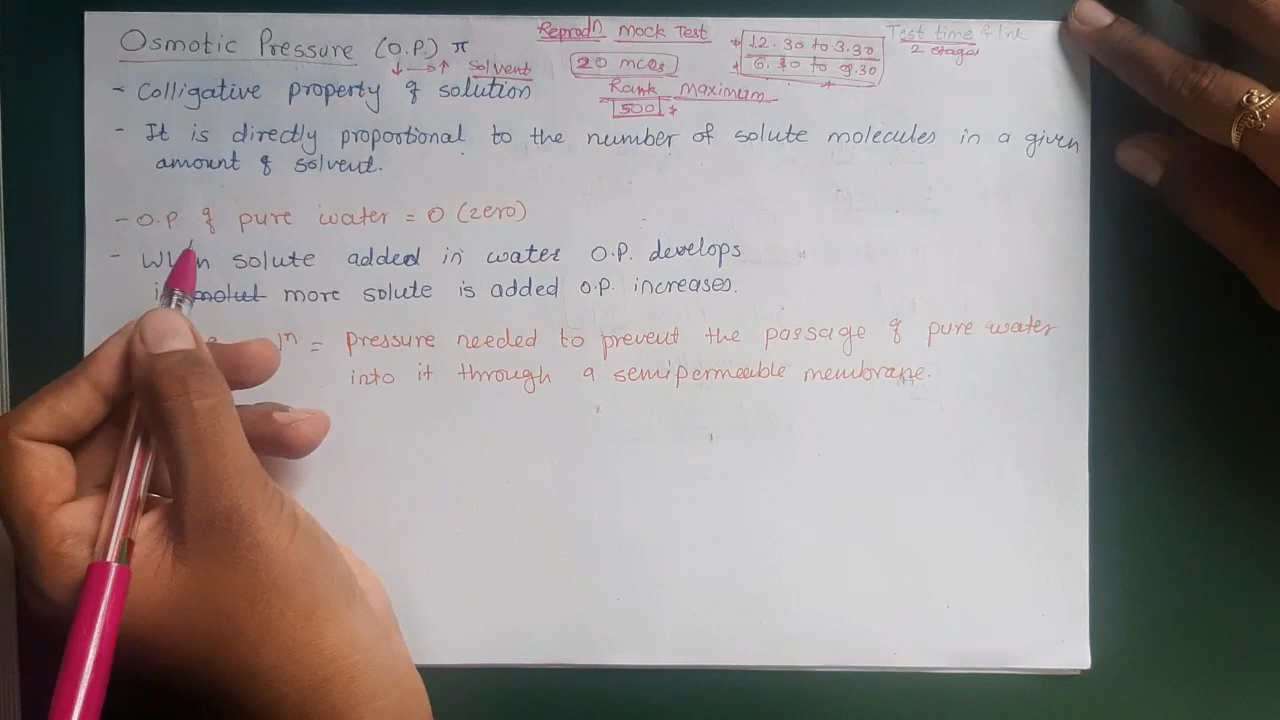 Osmotic Pressure (O.P.) π
↓ → ↑ solvent
- Colligative property of solution
- It is directly proportional to the number of solute molecules in a given
amount of solvent.
- O.P of pure water = 0 (zero)
- When solute added in water O.P. develops
more solute is added O.P. increases.
n = Pressure needed to prevent the passage of pure water
into it through a semipermeable membrane.
Reprodn Mock Test
20 mcqs
Rank maximum
500
12.30 to 3.30
6.30 to 9.30
Test time & link
2 stages